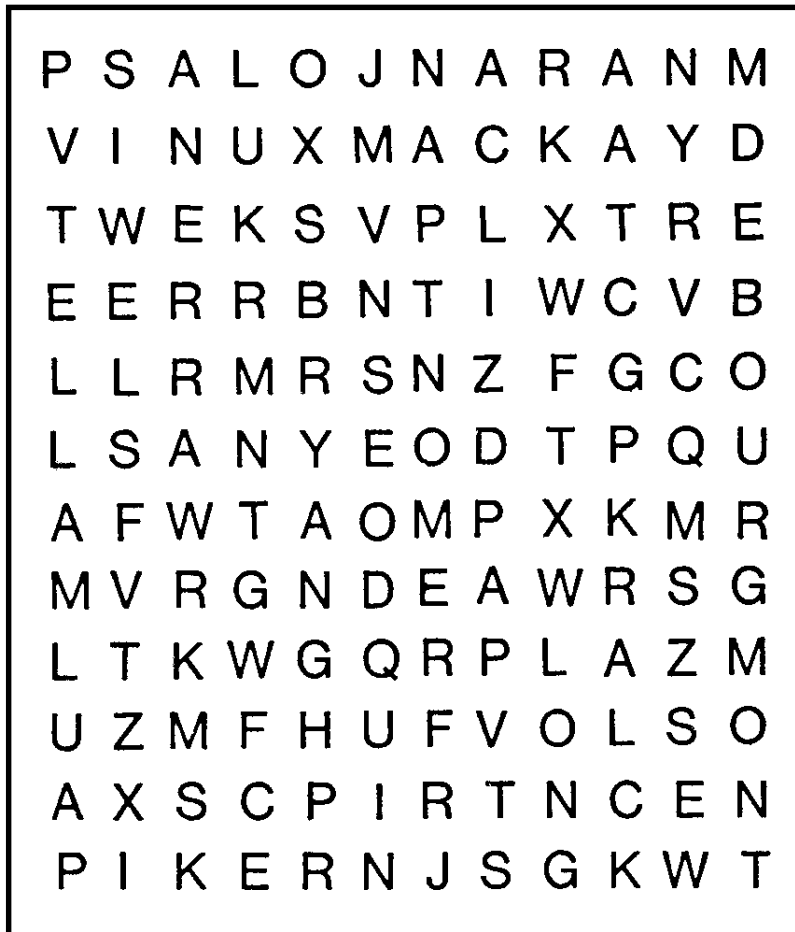 P S A L O J N A R A N M
V I N U X M A C K A Y D
T W E K S V P L X T R E
E E R R B N T I W C V B
L L R M R S N Z F G C O
L S A N Y E O D T P Q U
A F W T A O M P X K M R
M V R G N D E A W R S G
L T K W G Q R P L A Z M
U Z M F H U F V O L S O
A X S C P I R T N C E N
P I K E R N J S G K W T